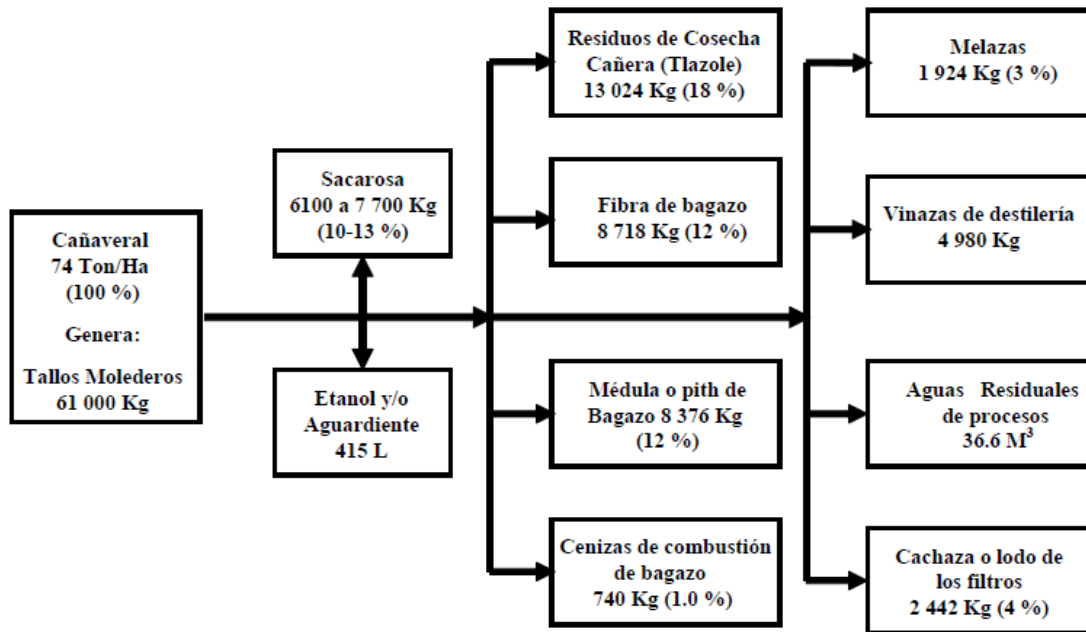 Cañaveral
74 Ton/Ha
(100 %)
Genera:
Tallos Molederos
61 000 Kg
Sacarosa
6100 a 7 700 Kg
(10-13 %)
Etanol y/o
Aguardiente
415 L
Residuos de Cosecha
Cañera (Tlazole)
13 024 Kg (18 %)
Fibra de bagazo
8 718 Kg (12 %)
Médula o pith de
Bagazo 8 376 Kg
(12 %)
Cenizas de combustión
de bagazo
740 Kg (1.0 %)
Melazas
1 924 Kg (3 %)
Vinazas de destilería
4 980 Kg
Aguas Residuales
de procesos
36.6 M³
Cachaza o lodo de
los filtros
2 442 Kg (4 %)